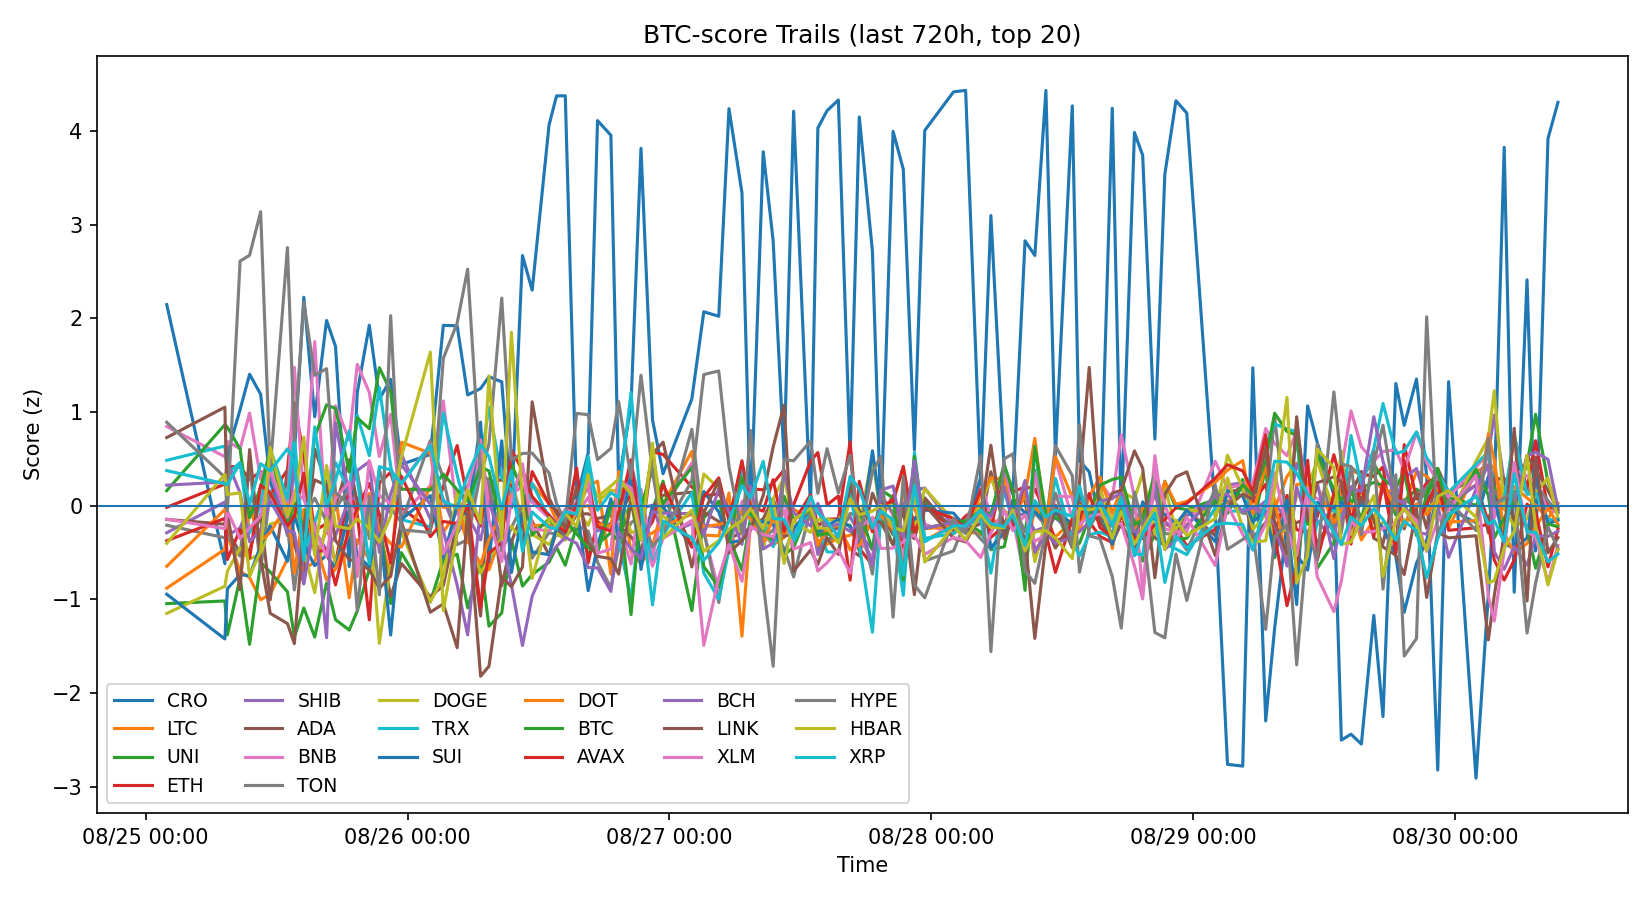 BTC-score Trails (last 720h, top 20)
Score (z)
4
3
2
1
0
−1
−2
−3
CRO SHIB DOGE DOT BCH HYPE
LTC ADA TRX BTC LINK HBAR
UNI BNB SUI AVAX XLM XRP
ETH TON
08/25 00:00 08/26 00:00 08/27 00:00 08/28 00:00 08/29 00:00 08/30 00:00
Time